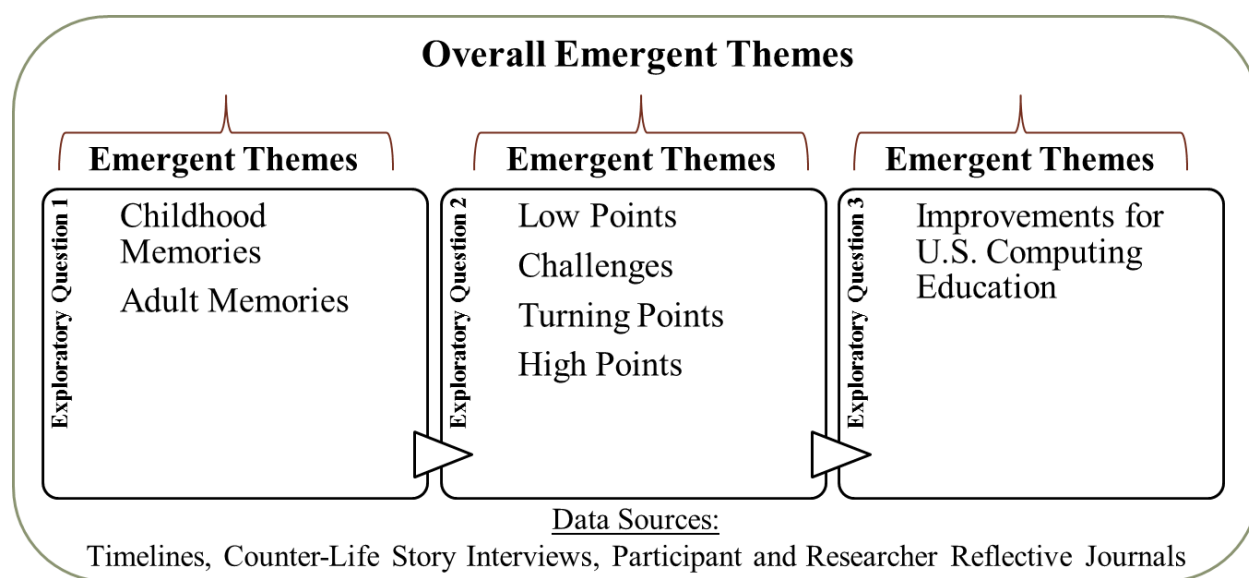 Overall Emergent Themes
Emergent Themes
Exploratory Question 1
Childhood
Memories
Adult Memories
Emergent Themes
Exploratory Question 2
Low Points
Challenges
Turning Points
High Points
Emergent Themes
Exploratory Question 3
Improvements for
U.S. Computing
Education
Data Sources:
Timelines, Counter-Life Story Interviews, Participant and Researcher Reflective Journals